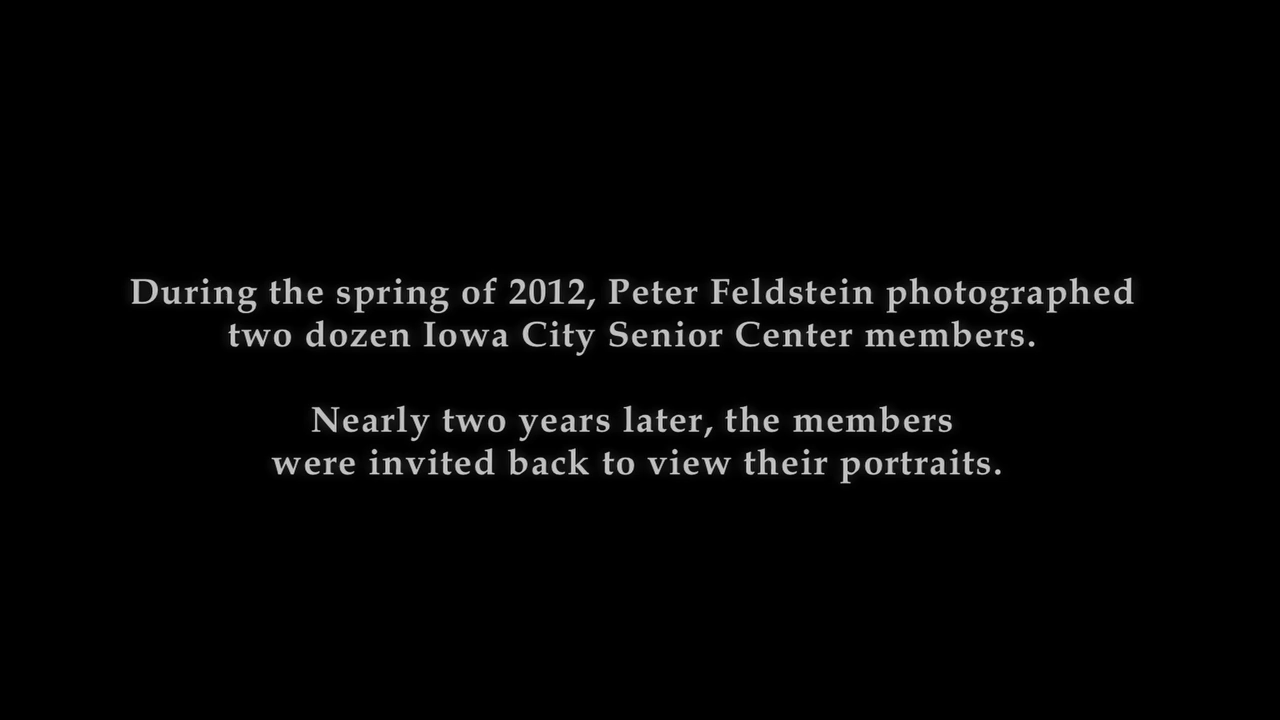 During the spring of 2012, Peter Feldstein photographed
two dozen Iowa City Senior Center members.
Nearly two years later, the members
were invited back to view their portraits.